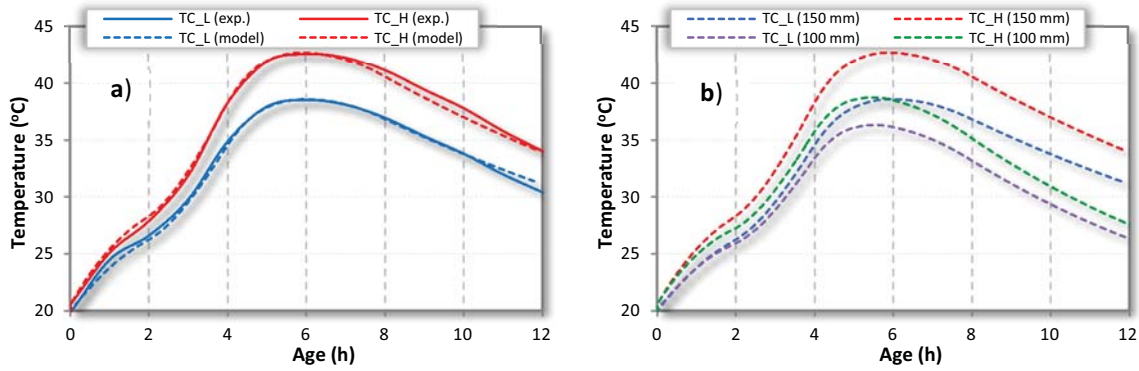 TC_L (exp.) TC_H (exp.)
TC_L (model) TC_H (model)
a)
Temperature (°C)
45
40
35
30
25
20
0 2 4 6 8 10 12
Age (h)
TC_L (150 mm) TC_H (150 mm)
TC_L (100 mm) TC_H (100 mm)
b)
Temperature (°C)
45
40
35
30
25
20
0 2 4 6 8 10 12
Age (h)